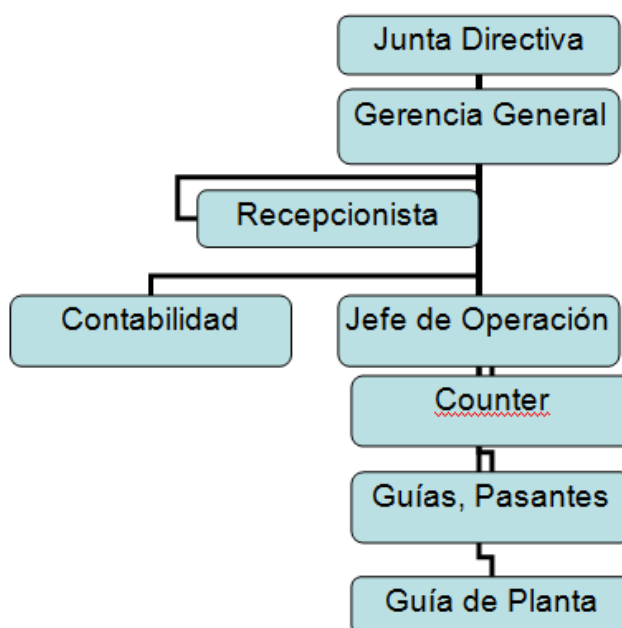 Junta Directiva
Gerencia General
Recepcionista
Contabilidad
Jefe de Operación
Counter
Guías, Pasantes
Guía de Planta